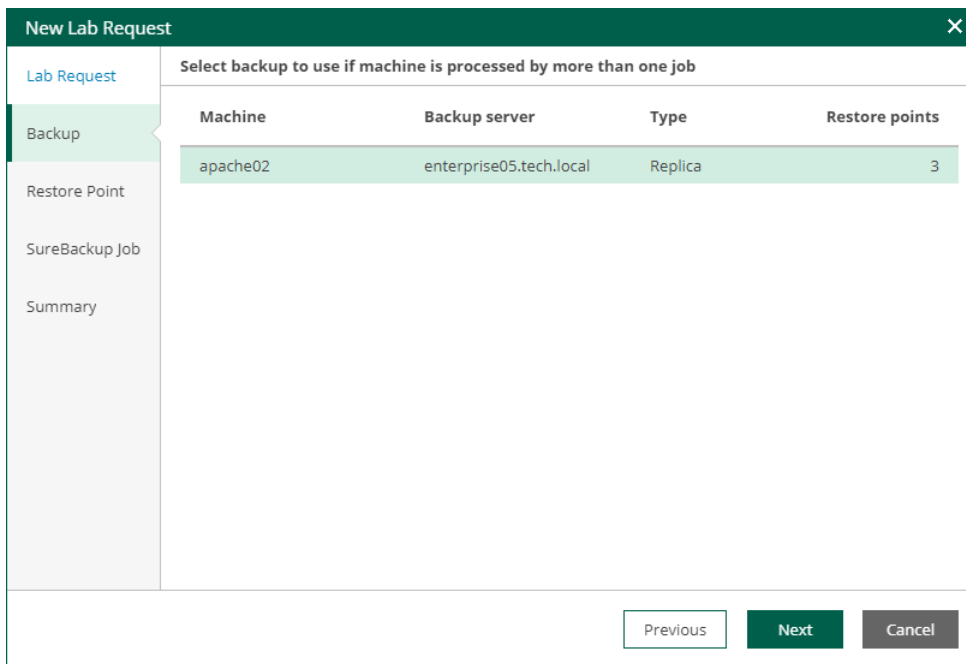 New Lab Request
Lab Request
Backup
Restore Point
SureBackup Job
Summary
Select backup to use if machine is processed by more than one job
Machine Backup server Type Restore points
apache02 enterprise05.tech.local Replica 3
Previous Next Cancel